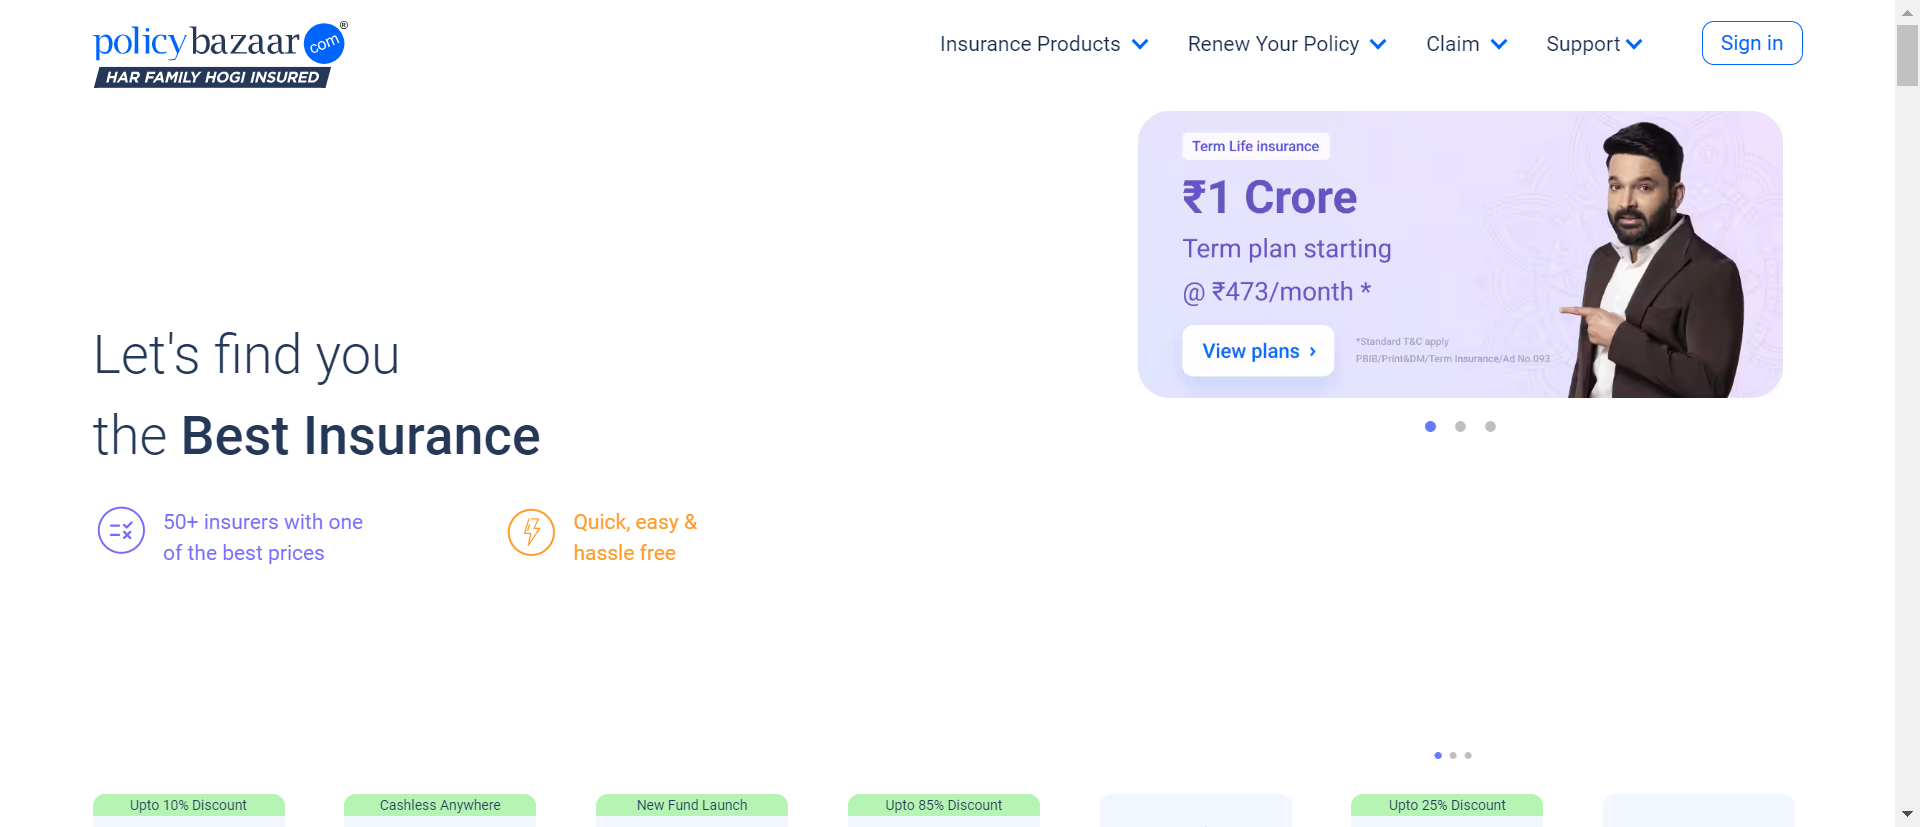 policybazaar.com®
HAR FAMILY HOGI INSURED
Insurance Products
Renew Your Policy
Claim
Support
Sign in
Term Life insurance
₹1 Crore
Term plan starting
@ ₹473/month *
View plans ›
*Standard T&C apply
PBIB/Print&DM/Term Insurance/Ad No.093
Let's find you
the Best Insurance
50+ insurers with one
of the best prices
Quick, easy &
hassle free
Upto 10% Discount
Cashless Anywhere
New Fund Launch
Upto 85% Discount
Upto 25% Discount